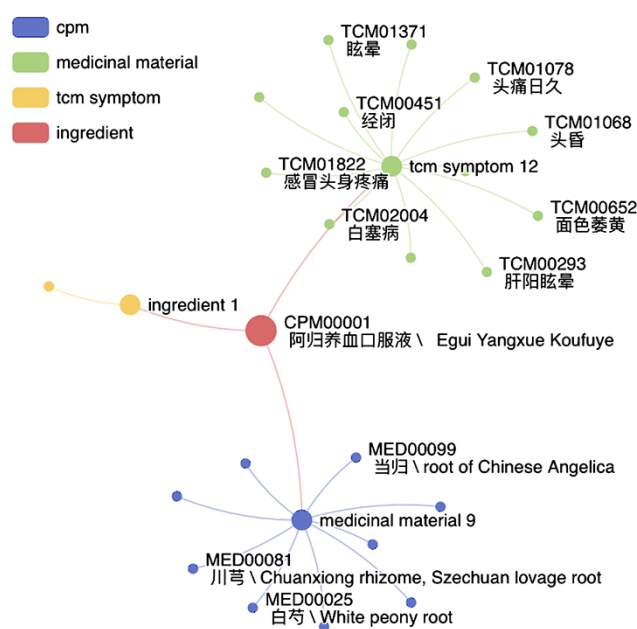 cpm
medicinal material
tcm symptom
ingredient
TCM01371
眩晕
TCM01078
头痛日久
TCM00451
经闭
TCM01068
头昏
TCM01822
感冒头身疼痛
tcm symptom 12
TCM02004
白塞病
TCM00652
面色萎黄
TCM00293
肝阳眩晕
ingredient 1
CPM00001
阿归养血口服液 \ Egui Yangxue Koufuye
MED00099
当归 \ root of Chinese Angelica
medicinal material 9
MED00081
川芎 \ Chuanxiong rhizome, Szechuan lovage root
MED00025
白芍 \ White peony root